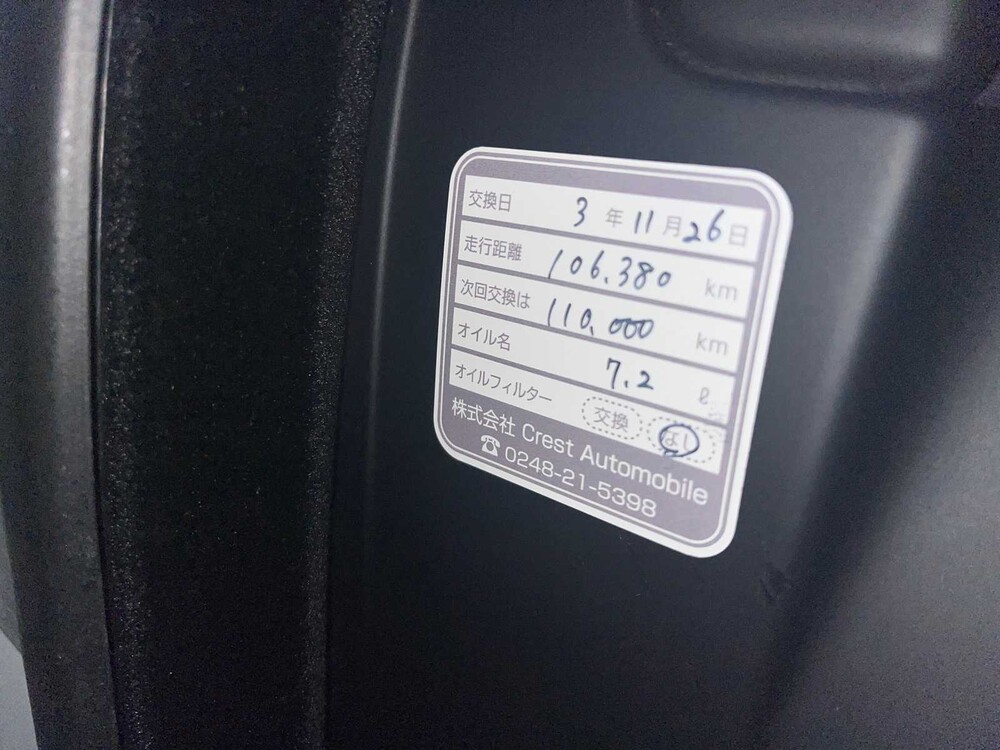 交換日 3 年 11 月 26 日
走行距離 106,380 km
次回交換は 110,000 km
オイル名 7.2 ℓ
オイルフィルター 交換 なし
株式会社 Crest Automobile
☎ 0248-21-5398